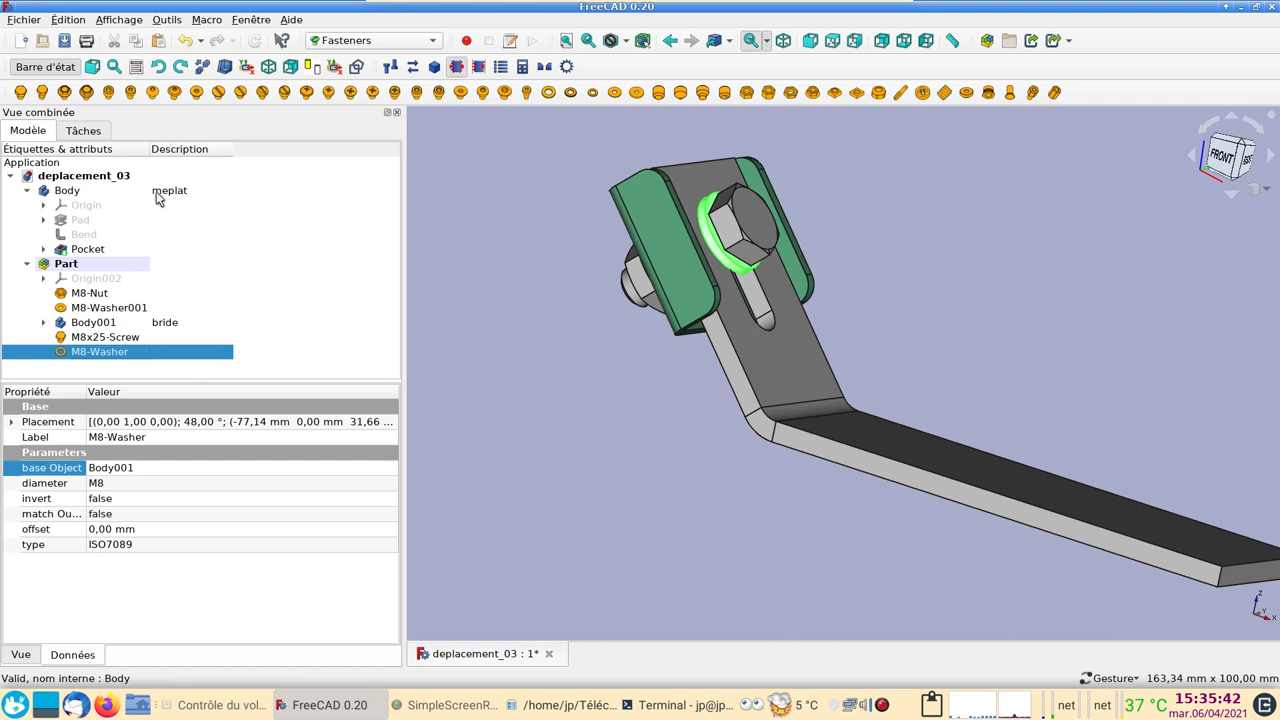 FreeCAD 0.20
Fichier Édition Affichage Outils Macro Fenêtre Aide
Fasteners
Barre d'état
Vue combinée
Modèle Tâches
Étiquettes & attributs Description
Application
deplacement_03
Body meplat
Origin
Pad
Bend
Pocket
Part
Origin002
M8-Nut
M8-Washer001
Body001 bride
M8x25-Screw
M8-Washer
Propriété Valeur
Base
Placement [(0,00 1,00 0,00); 48,00 °; (-77,14 mm 0,00 mm 31,66 ...
Label M8-Washer
Parameters
base Object Body001
diameter M8
invert false
match Ou... false
offset 0,00 mm
type ISO7089
Vue Données
FRONT
Z
X
deplacement_03 : 1*
Valid, nom interne : Body
Gesture 163,34 mm x 100,00 mm
Contrôle du vol... FreeCAD 0.20 SimpleScreenR... /home/jp/Téléc... Terminal - jp@jp... 5 °C net net 37 °C 15:35:42
mar.06/04/2021